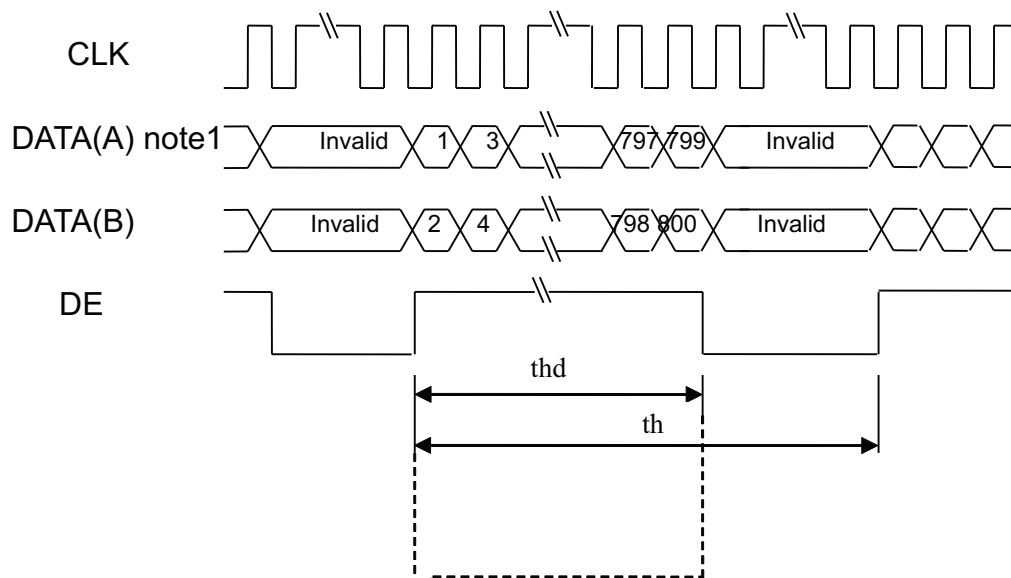 CLK
DATA(A) note1 Invalid 1 3 797 799 Invalid
DATA(B) Invalid 2 4 798 800 Invalid
DE
thd
th